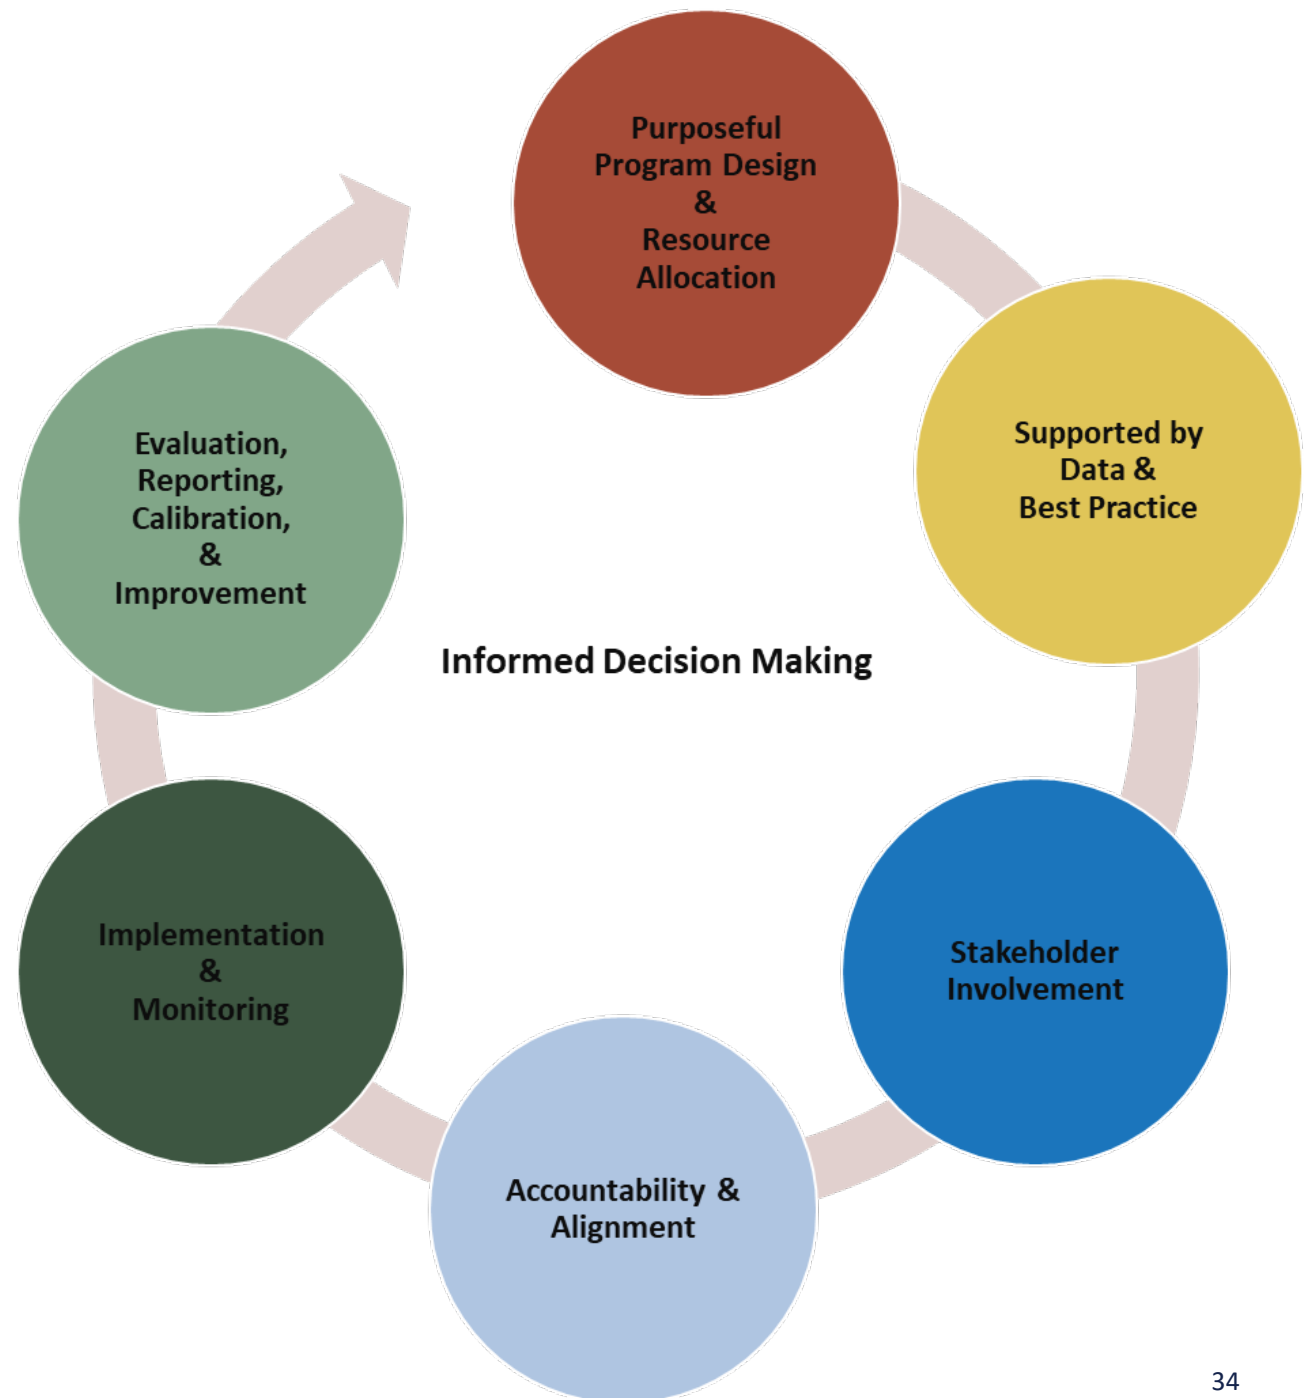 Purposeful
Program Design
&
Resource
Allocation
Supported by
Data &
Best Practice
Stakeholder
Involvement
Accountability &
Alignment
Implementation
&
Monitoring
Evaluation,
Reporting,
Calibration,
&
Improvement
Informed Decision Making
34